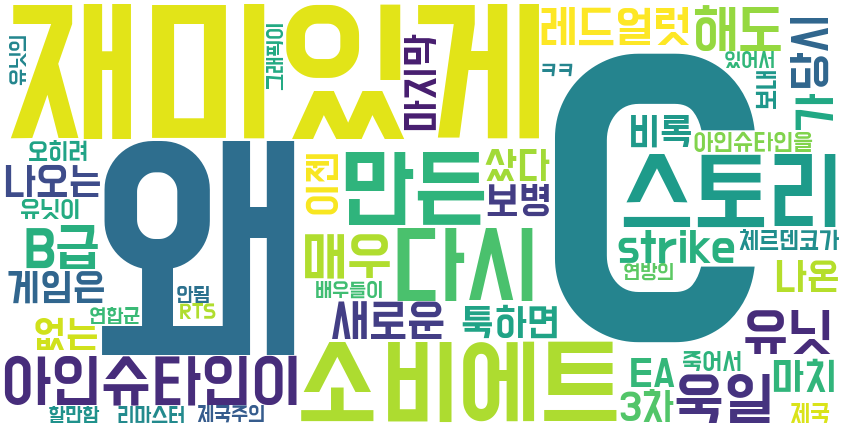 재미있게
유닛의
그래픽이
마지막
레드얼럿
해도
시디
ㅋㅋ
있어서
보내
가
왜
C
스토리
오히려
나오는
유닛이
B급
게임은
이젠
만든
샀다
보병
비록
아인슈타인을
매우
다시
strike
체르덴코가
연방의
나온
배우들이
안됨
RTS
연합군
없는
새로운
툭하면
유닛
아인슈타인이
소비에트
EA
죽어서
마치
3차
욱일
할만함
리마스터
제국주의
제국